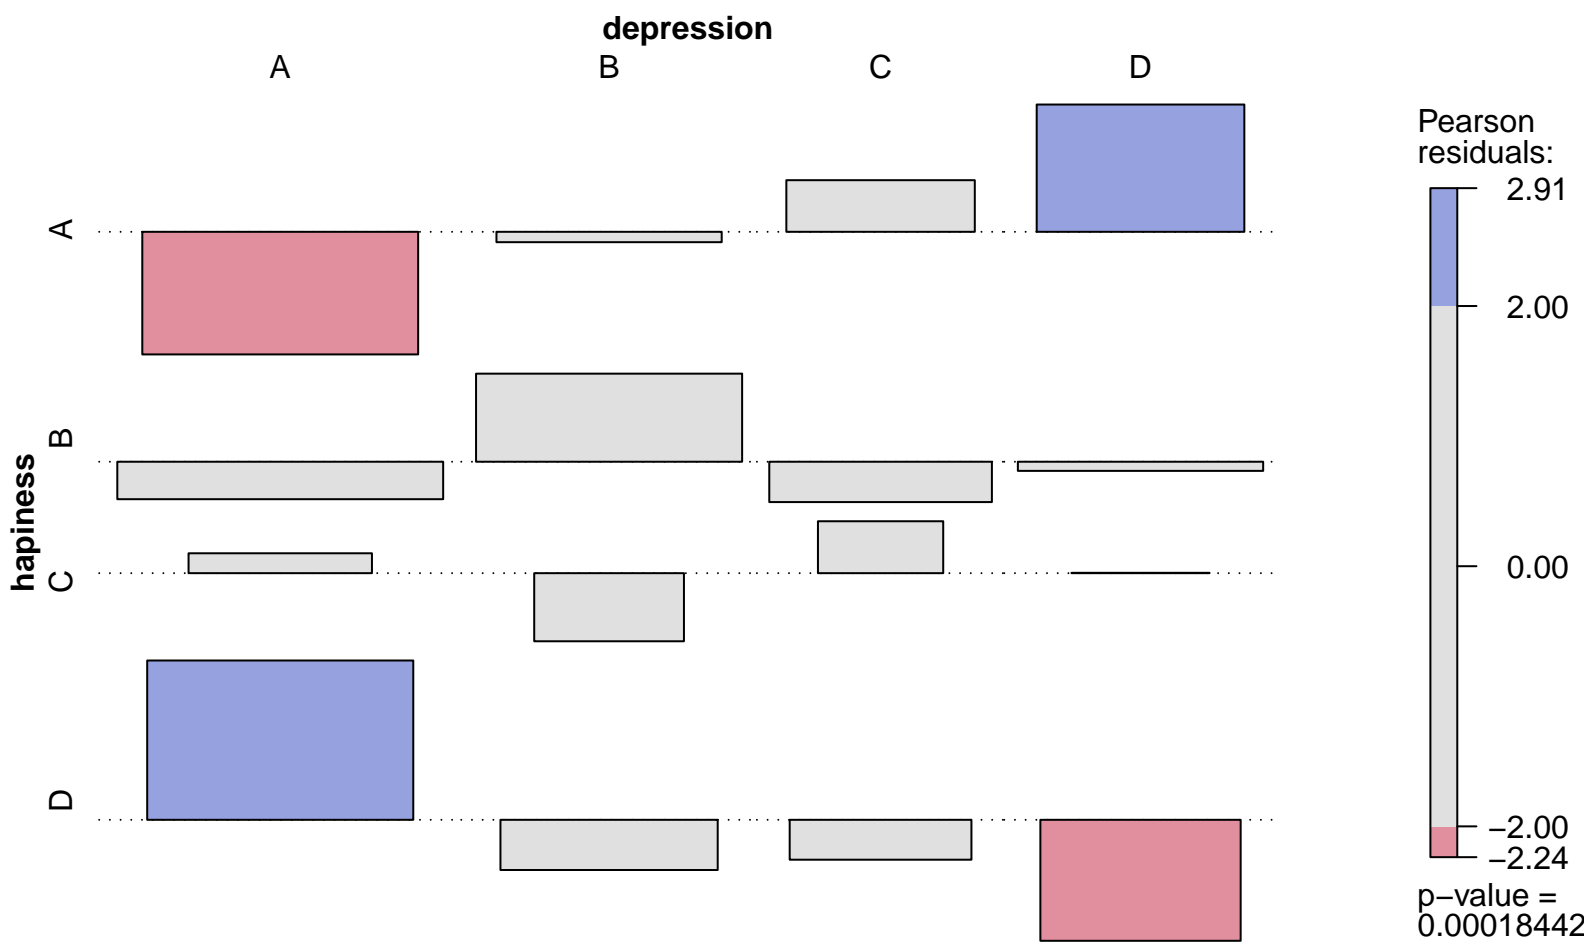 depression
A B C D
hapiness
A
B
C
D
Pearson
residuals:
2.91
2.00
0.00
−2.00
−2.24
p−value =
0.00018442